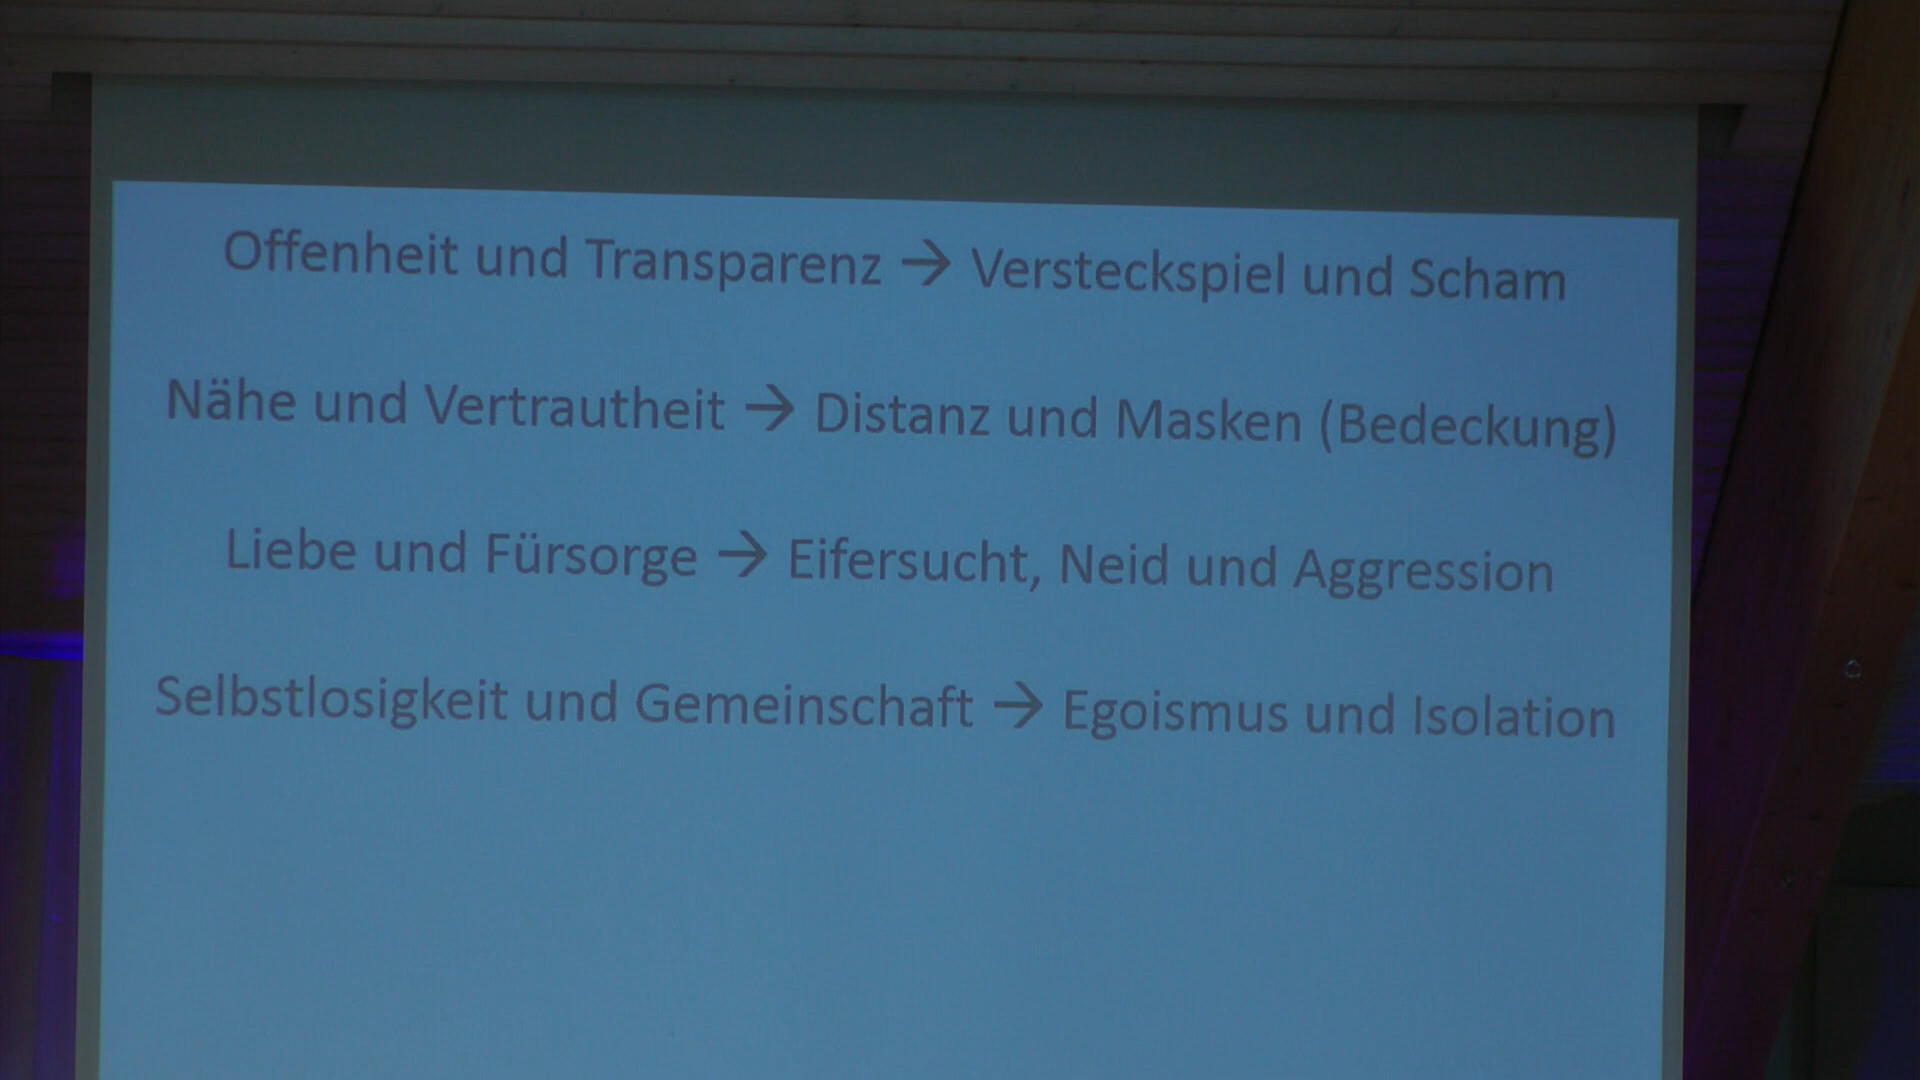 Offenheit und Transparenz → Versteckspiel und Scham
Nähe und Vertrautheit → Distanz und Masken (Bedeckung)
Liebe und Fürsorge → Eifersucht, Neid und Aggression
Selbstlosigkeit und Gemeinschaft → Egoismus und Isolation